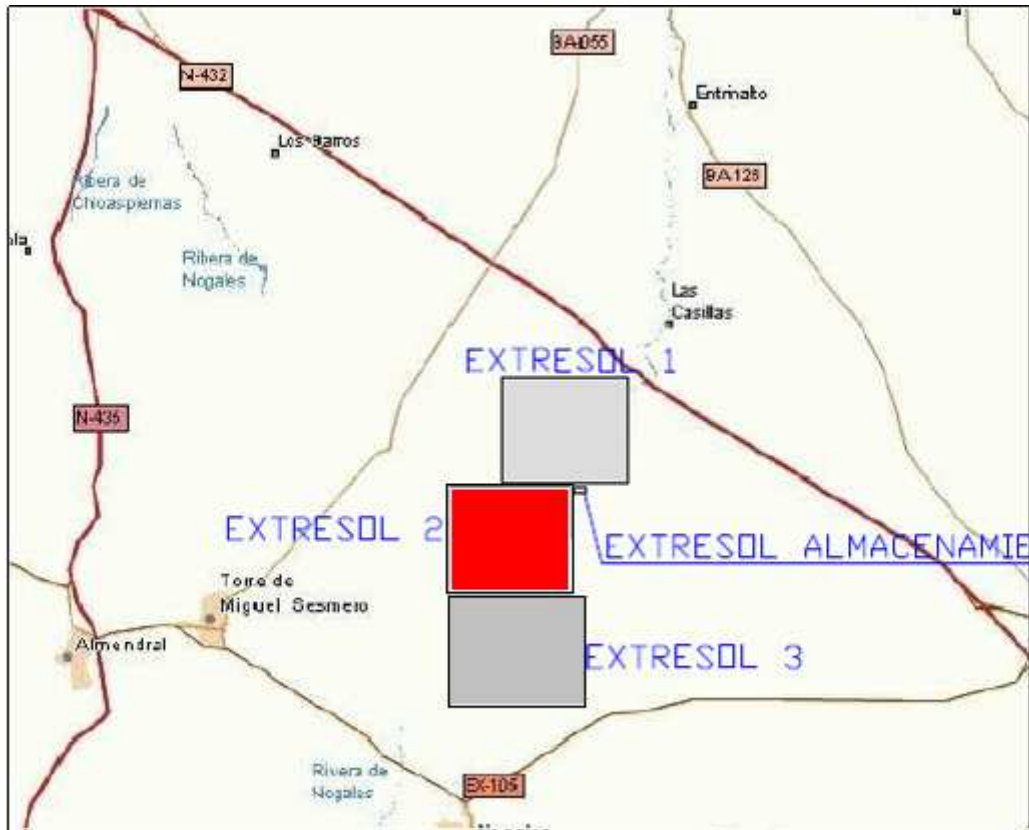 BA-055
N-432
Entrinalto
Los Barros
BA-126
Ribera de
Chicaspiernas
Ribera de
Nogales
Las
Casillas
EXTRESOL 1
N-435
EXTRESOL 2
EXTRESOL ALMACENAMIE
Torre de
Miguel Sesmero
Almendral
EXTRESOL 3
Rivera de
Nogales
EX-105